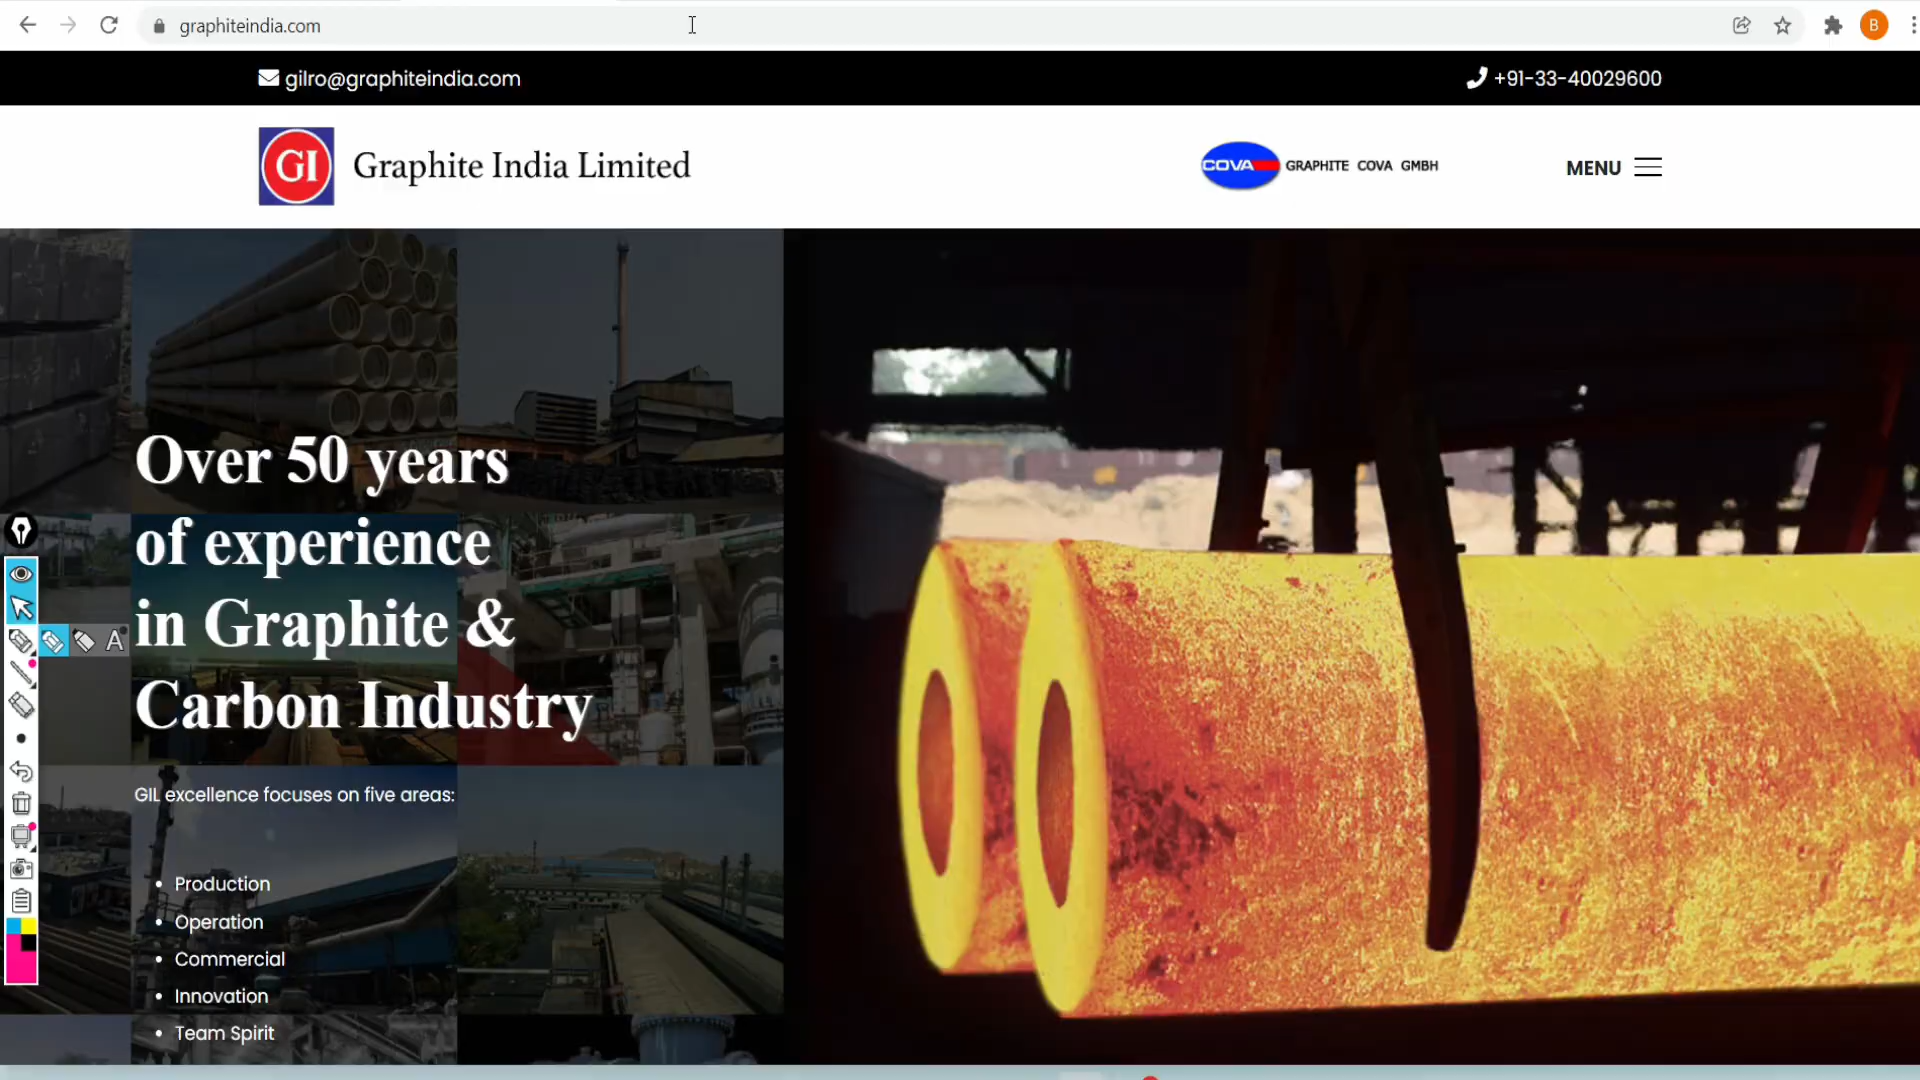 graphiteindia.com
B
gilro@graphiteindia.com
+91-33-40029600
GI
Graphite India Limited
COVA
GRAPHITE COVA GMBH
MENU
Over 50 years
of experience
in Graphite &
Carbon Industry
A
GIL excellence focuses on five areas:
• Production
• Operation
• Commercial
• Innovation
• Team Spirit